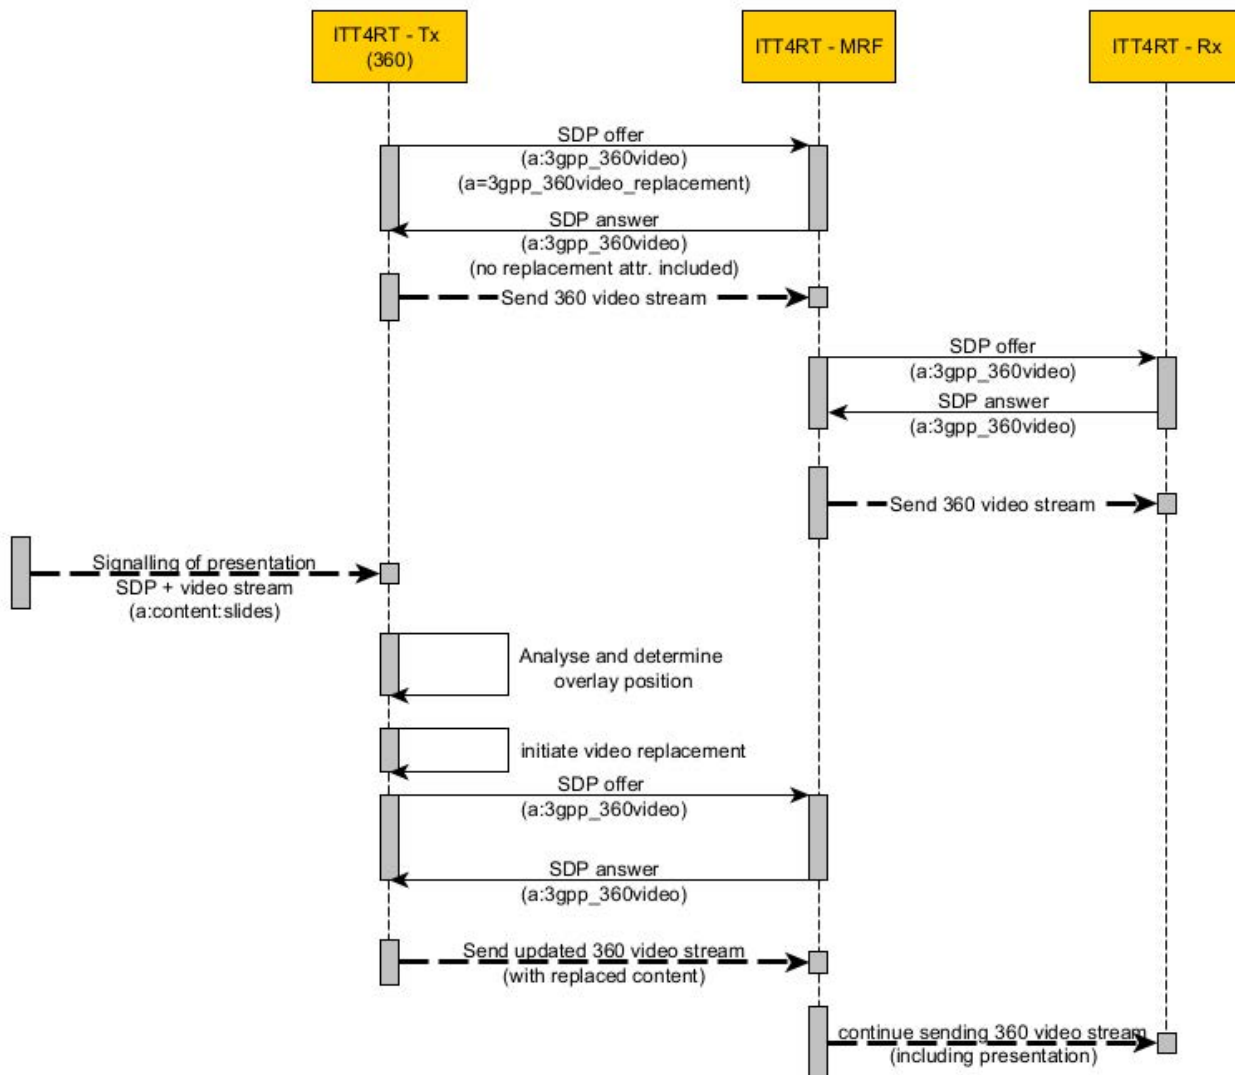 ITT4RT - Tx
(360)
ITT4RT - MRF
ITT4RT - Rx
SDP offer
(a:3gpp_360video)
(a=3gpp_360video_replacement)
SDP answer
(a:3gpp_360video)
(no replacement attr. included)
Send 360 video stream
SDP offer
(a:3gpp_360video)
SDP answer
(a:3gpp_360video)
Send 360 video stream
Signalling of presentation
SDP + video stream
(a:content:slides)
Analyse and determine
overlay position
initiate video replacement
SDP offer
(a:3gpp_360video)
SDP answer
(a:3gpp_360video)
Send updated 360 video stream
(with replaced content)
continue sending 360 video stream
(including presentation)